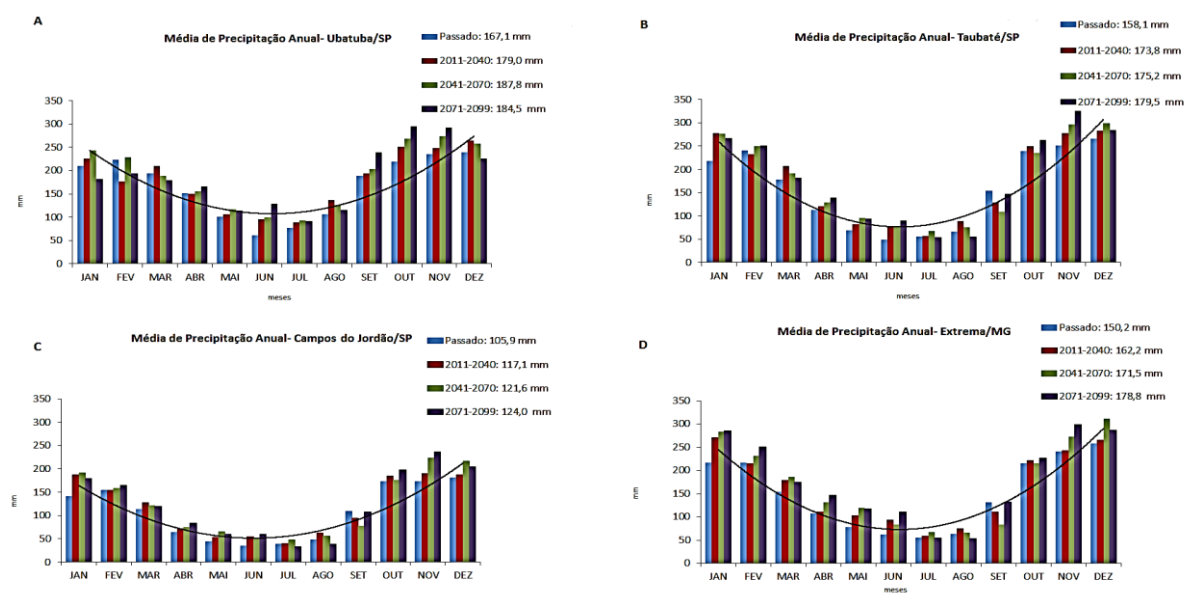 A
Média de Precipitação Anual- Ubatuba/SP
Passado: 167,1 mm
2011-2040: 179,0 mm
2041-2070: 187,8 mm
2071-2099: 184,5 mm
350
300
250
200
150
100
50
0
mm
JAN FEV MAR ABR MAI JUN JUL AGO SET OUT NOV DEZ
meses
B
Média de Precipitação Anual- Taubaté/SP
Passado: 158,1 mm
2011-2040: 173,8 mm
2041-2070: 175,2 mm
2071-2099: 179,5 mm
350
300
250
200
150
100
50
0
mm
JAN FEV MAR ABR MAI JUN JUL AGO SET OUT NOV DEZ
meses
C
Média de Precipitação Anual- Campos do Jordão/SP
Passado: 105,9 mm
2011-2040: 117,1 mm
2041-2070: 121,6 mm
2071-2099: 124,0 mm
350
300
250
200
150
100
50
0
mm
JAN FEV MAR ABR MAI JUN JUL AGO SET OUT NOV DEZ
D
Média de Precipitação Anual- Extrema/MG
Passado: 150,2 mm
2011-2040: 162,2 mm
2041-2070: 171,5 mm
2071-2099: 178,8 mm
350
300
250
200
150
100
50
0
mm
JAN FEV MAR ABR MAI JUN JUL AGO SET OUT NOV DEZ
meses